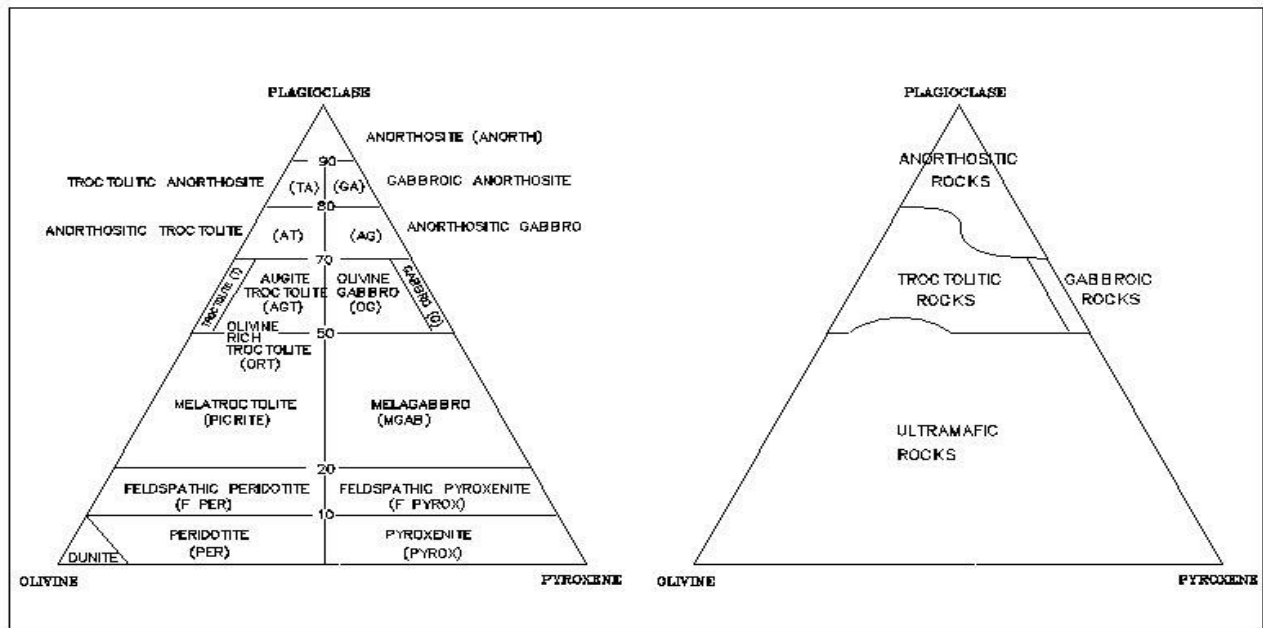 PLAGIOCLASE
ANORTHOSITE (ANORTH)
90
TROCTOLITIC ANORTHOSITE
(TA)
(GA)
GABBROIC ANORTHOSITE
80
ANORTHOSITIC TROCTOLITE
(AT)
(AG)
ANORTHOSITIC GABBRO
70
TROCTOLITE (T)
AUGITE
TROCTOLITE
(AGT)
OLIVINE
GABBRO
(OG)
GABBRO (G)
50
OLIVINE
RICH
TROCTOLITE
(ORT)
MELATROCTOLITE
(PICRITE)
MELAGABBRO
(MGAB)
20
FELDSPATHIC PERIDOTITE
(F PER)
FELDSPATHIC PYROXENITE
(F PYROX)
10
PERIDOTITE
(PER)
PYROXENITE
(PYROX)
DUNITE
OLIVINE
PYROXENE
PLAGIOCLASE
ANORTHOSITIC
ROCKS
TROCTOLITIC
ROCKS
GABBROIC
ROCKS
ULTRAMAFIC
ROCKS
OLIVINE
PYROXENE